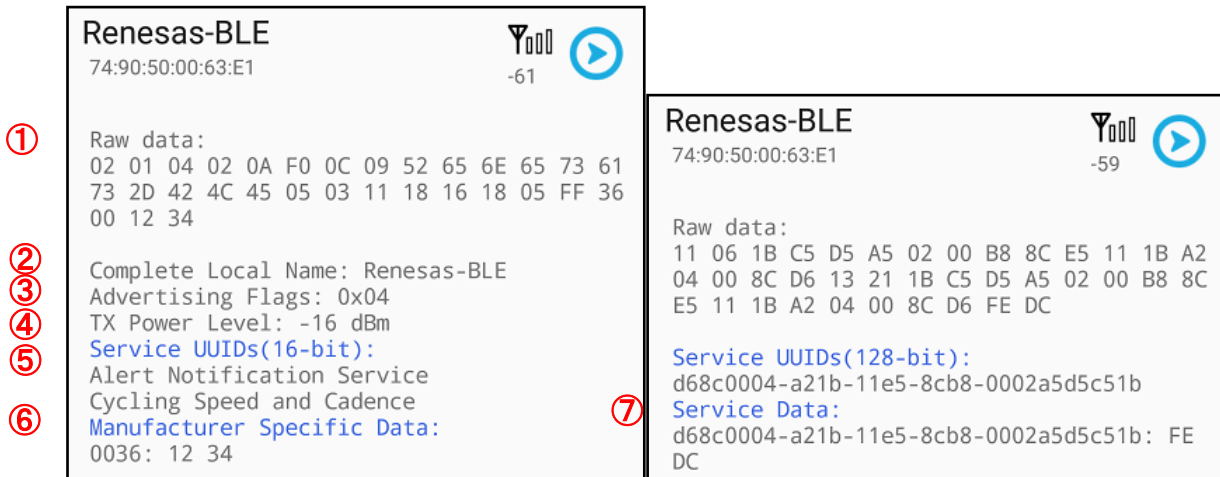 Renesas-BLE
74:90:50:00:63:E1
-61
①
Raw data:
02 01 04 02 0A F0 0C 09 52 65 6E 65 73 61
73 2D 42 4C 45 05 03 11 18 16 18 05 FF 36
00 12 34
②
Complete Local Name: Renesas-BLE
③
Advertising Flags: 0x04
④
TX Power Level: -16 dBm
⑤
Service UUIDs(16-bit):
Alert Notification Service
Cycling Speed and Cadence
⑥
Manufacturer Specific Data:
0036: 12 34
Renesas-BLE
74:90:50:00:63:E1
-59
Raw data:
11 06 1B C5 D5 A5 02 00 B8 8C E5 11 1B A2
04 00 8C D6 13 21 1B C5 D5 A5 02 00 B8 8C
E5 11 1B A2 04 00 8C D6 FE DC
Service UUIDs(128-bit):
d68c0004-a21b-11e5-8cb8-0002a5d5c51b
⑦
Service Data:
d68c0004-a21b-11e5-8cb8-0002a5d5c51b: FE
DC